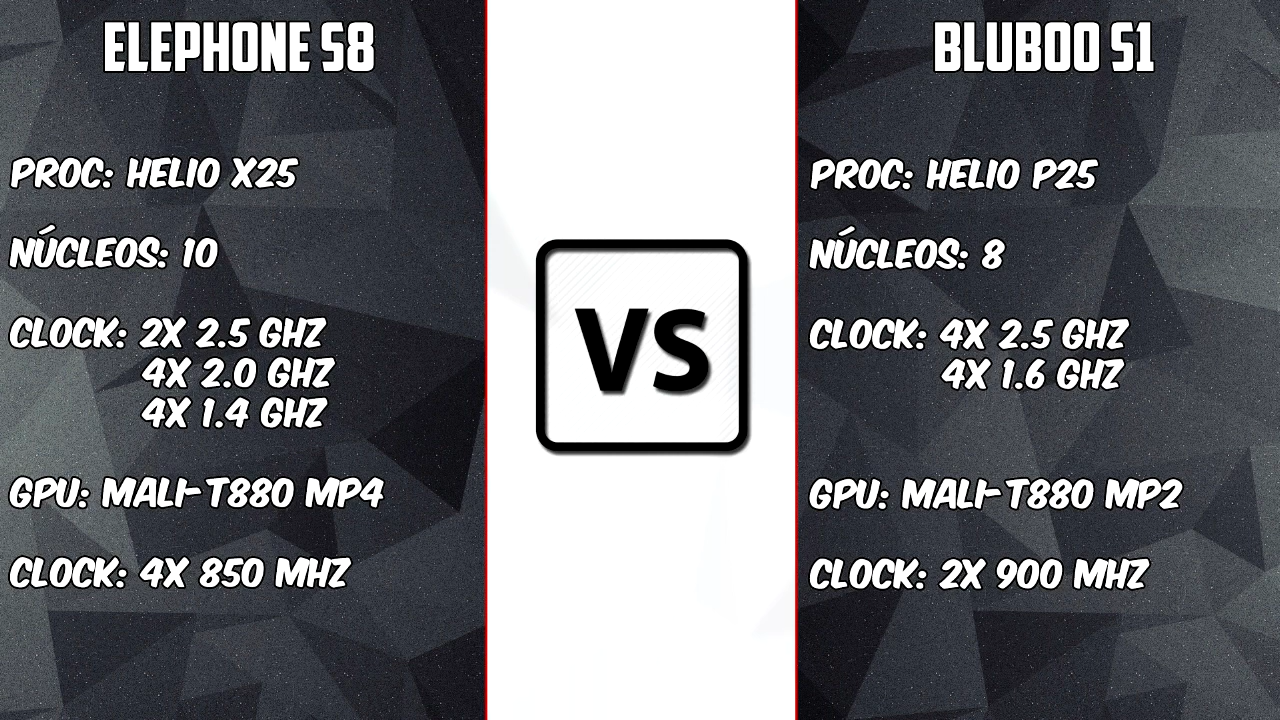 ELEPHONE S8
PROC: HELIO X25
NÚCLEOS: 10
CLOCK: 2X 2.5 GHZ
4X 2.0 GHZ
4X 1.4 GHZ
GPU: MALI-T880 MP4
CLOCK: 4X 850 MHZ
VS
BLUBOO S1
PROC: HELIO P25
NÚCLEOS: 8
CLOCK: 4X 2.5 GHZ
4X 1.6 GHZ
GPU: MALI-T880 MP2
CLOCK: 2X 900 MHZ